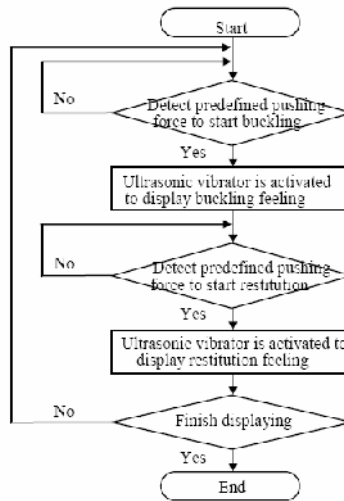 Start
No
Detect predefined pushing
force to start buckling
Yes
Ultrasonic vibrator is activated
to display buckling feeling
No
Detect predefined pushing
force to start restitution
Yes
Ultrasonic vibrator is activated to
display restitution feeling
No
Finish displaying
Yes
End